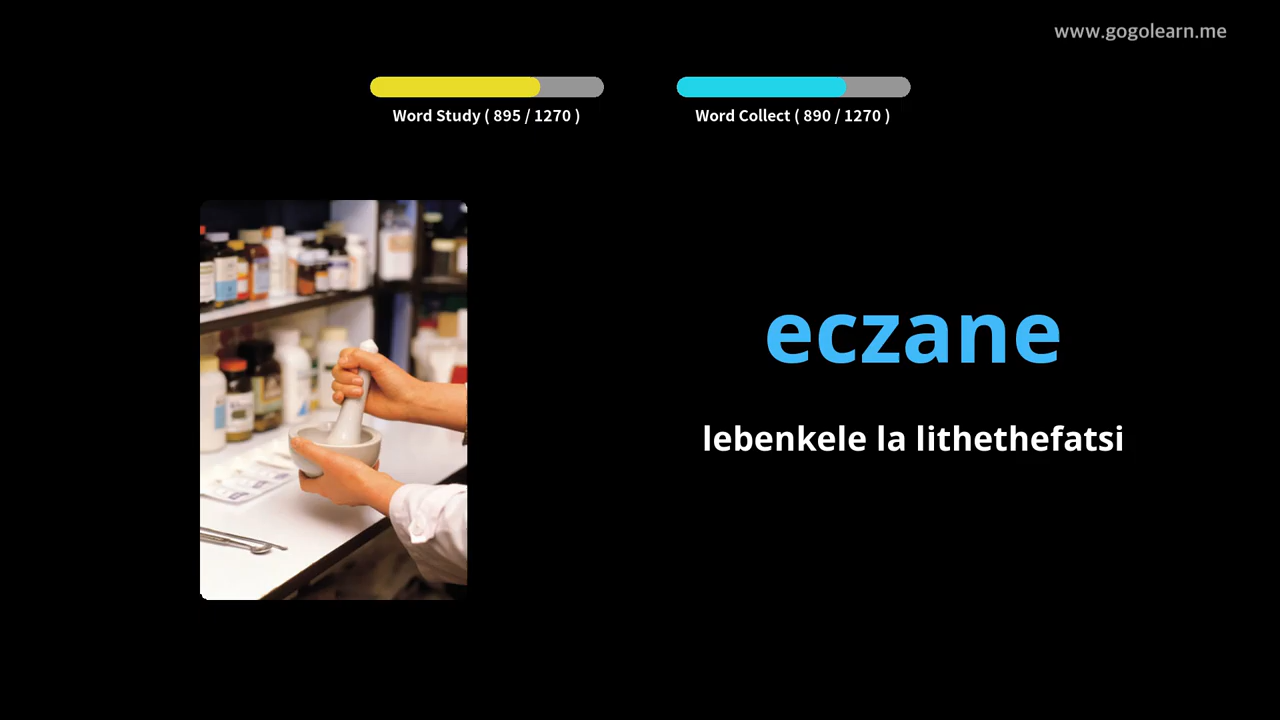 www.gogolearn.me
Word Study ( 895 / 1270 )
Word Collect ( 890 / 1270 )
eczane
lebenkele la lithethefatsi